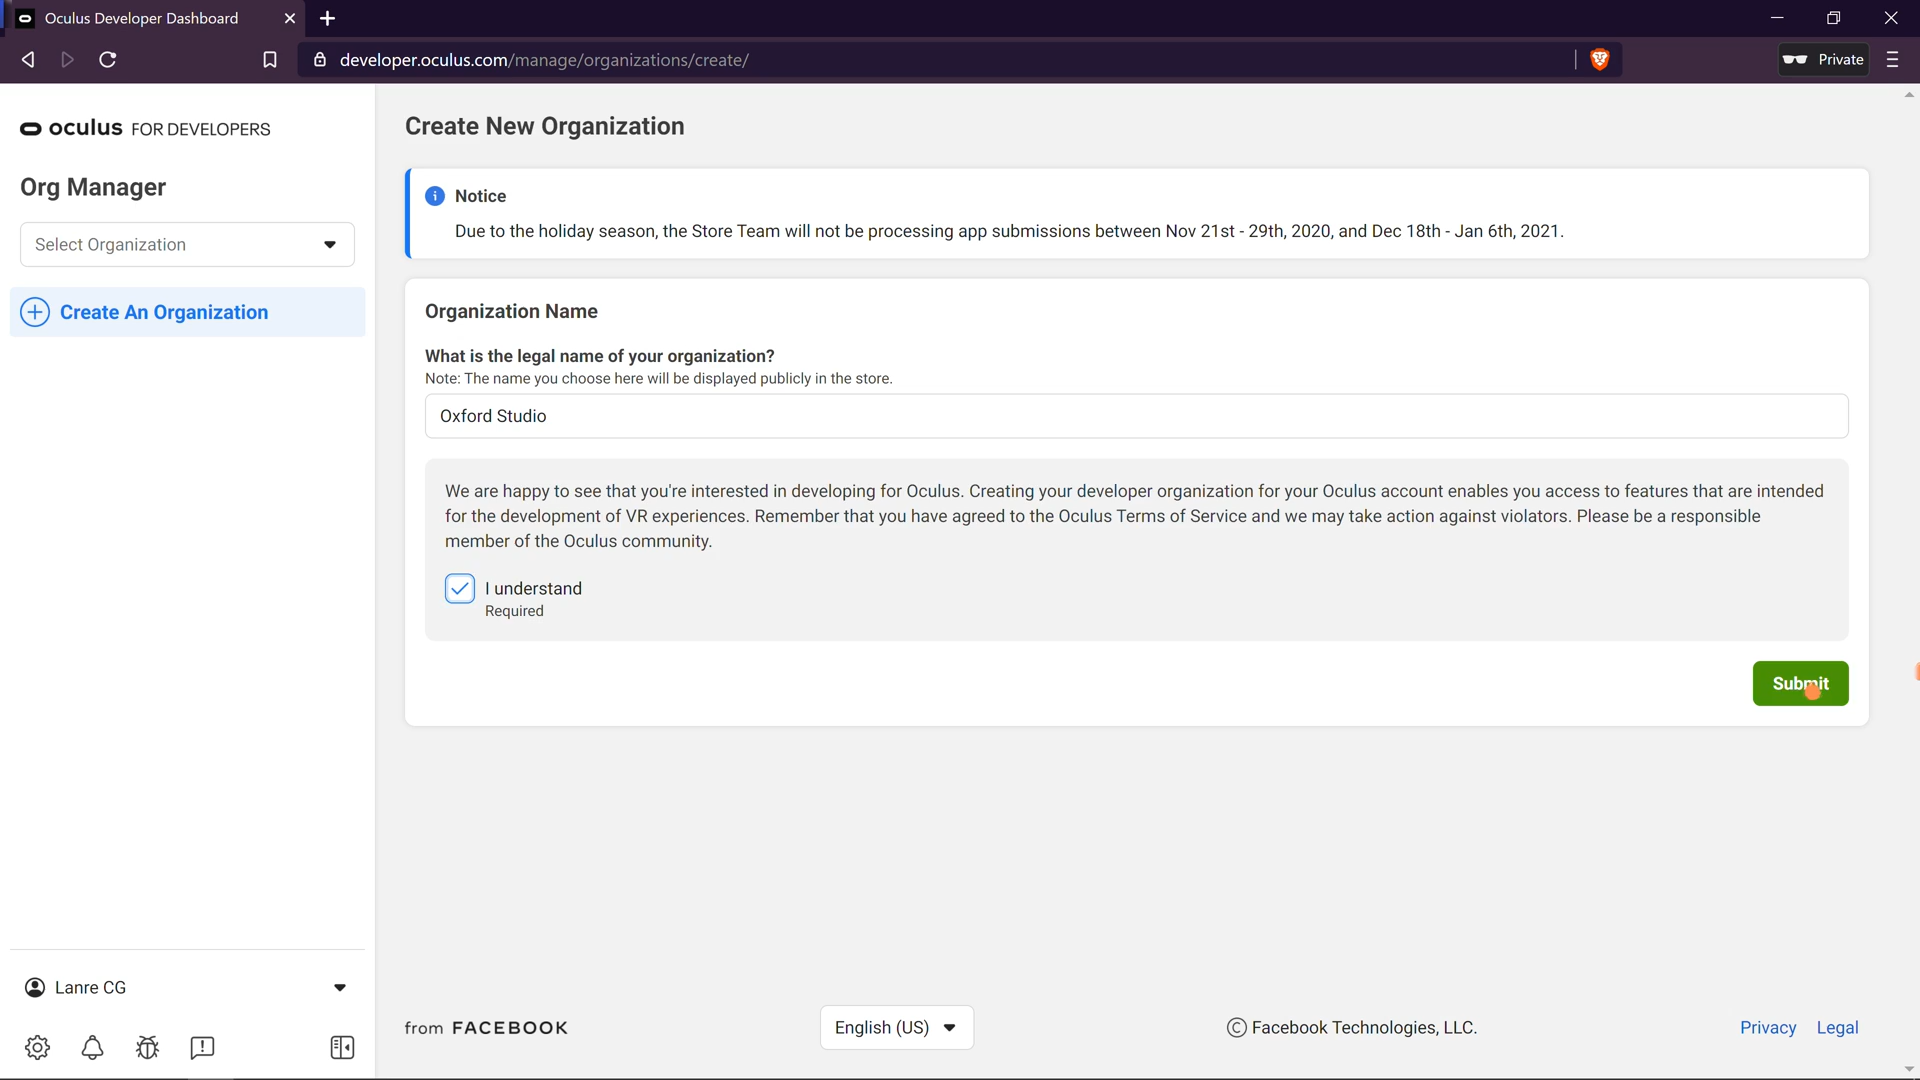 Oculus Developer Dashboard
developer.oculus.com/manage/organizations/create/
Private
oculus FOR DEVELOPERS
Org Manager
Select Organization
Create An Organization
Create New Organization
Notice
Due to the holiday season, the Store Team will not be processing app submissions between Nov 21st - 29th, 2020, and Dec 18th - Jan 6th, 2021.
Organization Name
What is the legal name of your organization?
Note: The name you choose here will be displayed publicly in the store.
Oxford Studio
We are happy to see that you're interested in developing for Oculus. Creating your developer organization for your Oculus account enables you access to features that are intended
for the development of VR experiences. Remember that you have agreed to the Oculus Terms of Service and we may take action against violators. Please be a responsible
member of the Oculus community.
I understand
Required
Submit
Lanre CG
from FACEBOOK
English (US)
© Facebook Technologies, LLC.
Privacy Legal